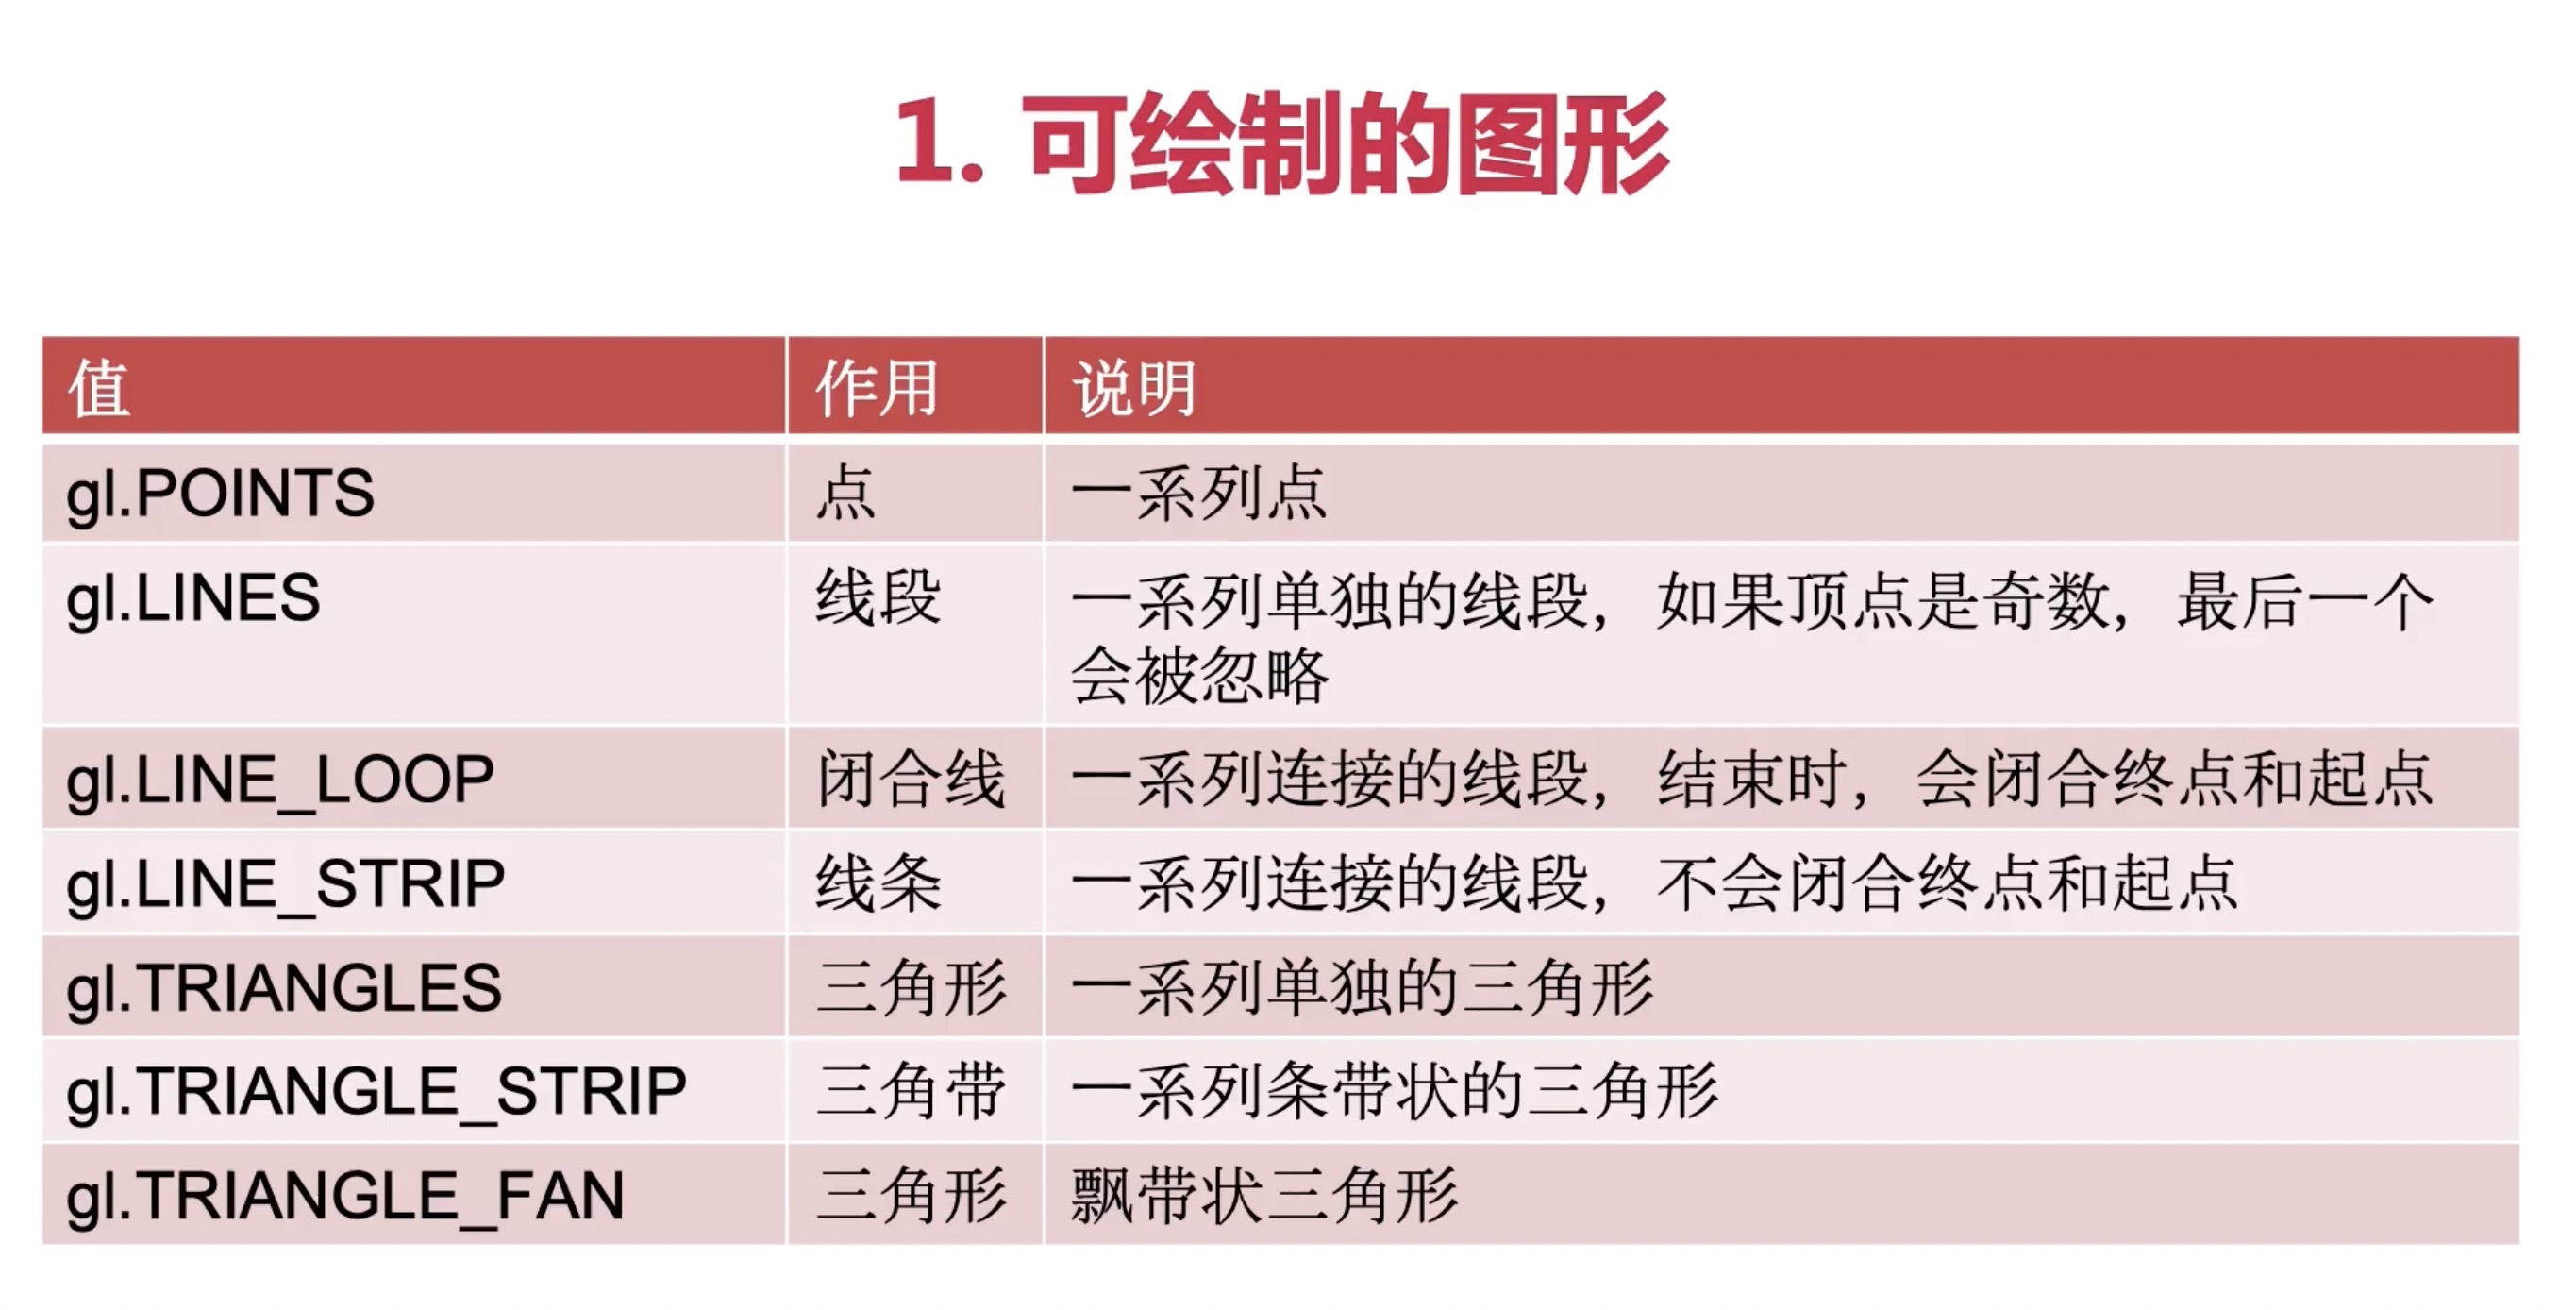 1. 可绘制的图形
值 作用 说明
gl.POINTS 点 一系列点
gl.LINES 线段 一系列单独的线段，如果顶点是奇数，最后一个
会被忽略
gl.LINE_LOOP 闭合线 一系列连接的线段，结束时，会闭合终点和起点
gl.LINE_STRIP 线条 一系列连接的线段，不会闭合终点和起点
gl.TRIANGLES 三角形 一系列单独的三角形
gl.TRIANGLE_STRIP 三角带 一系列条带状的三角形
gl.TRIANGLE_FAN 三角形 飘带状三角形